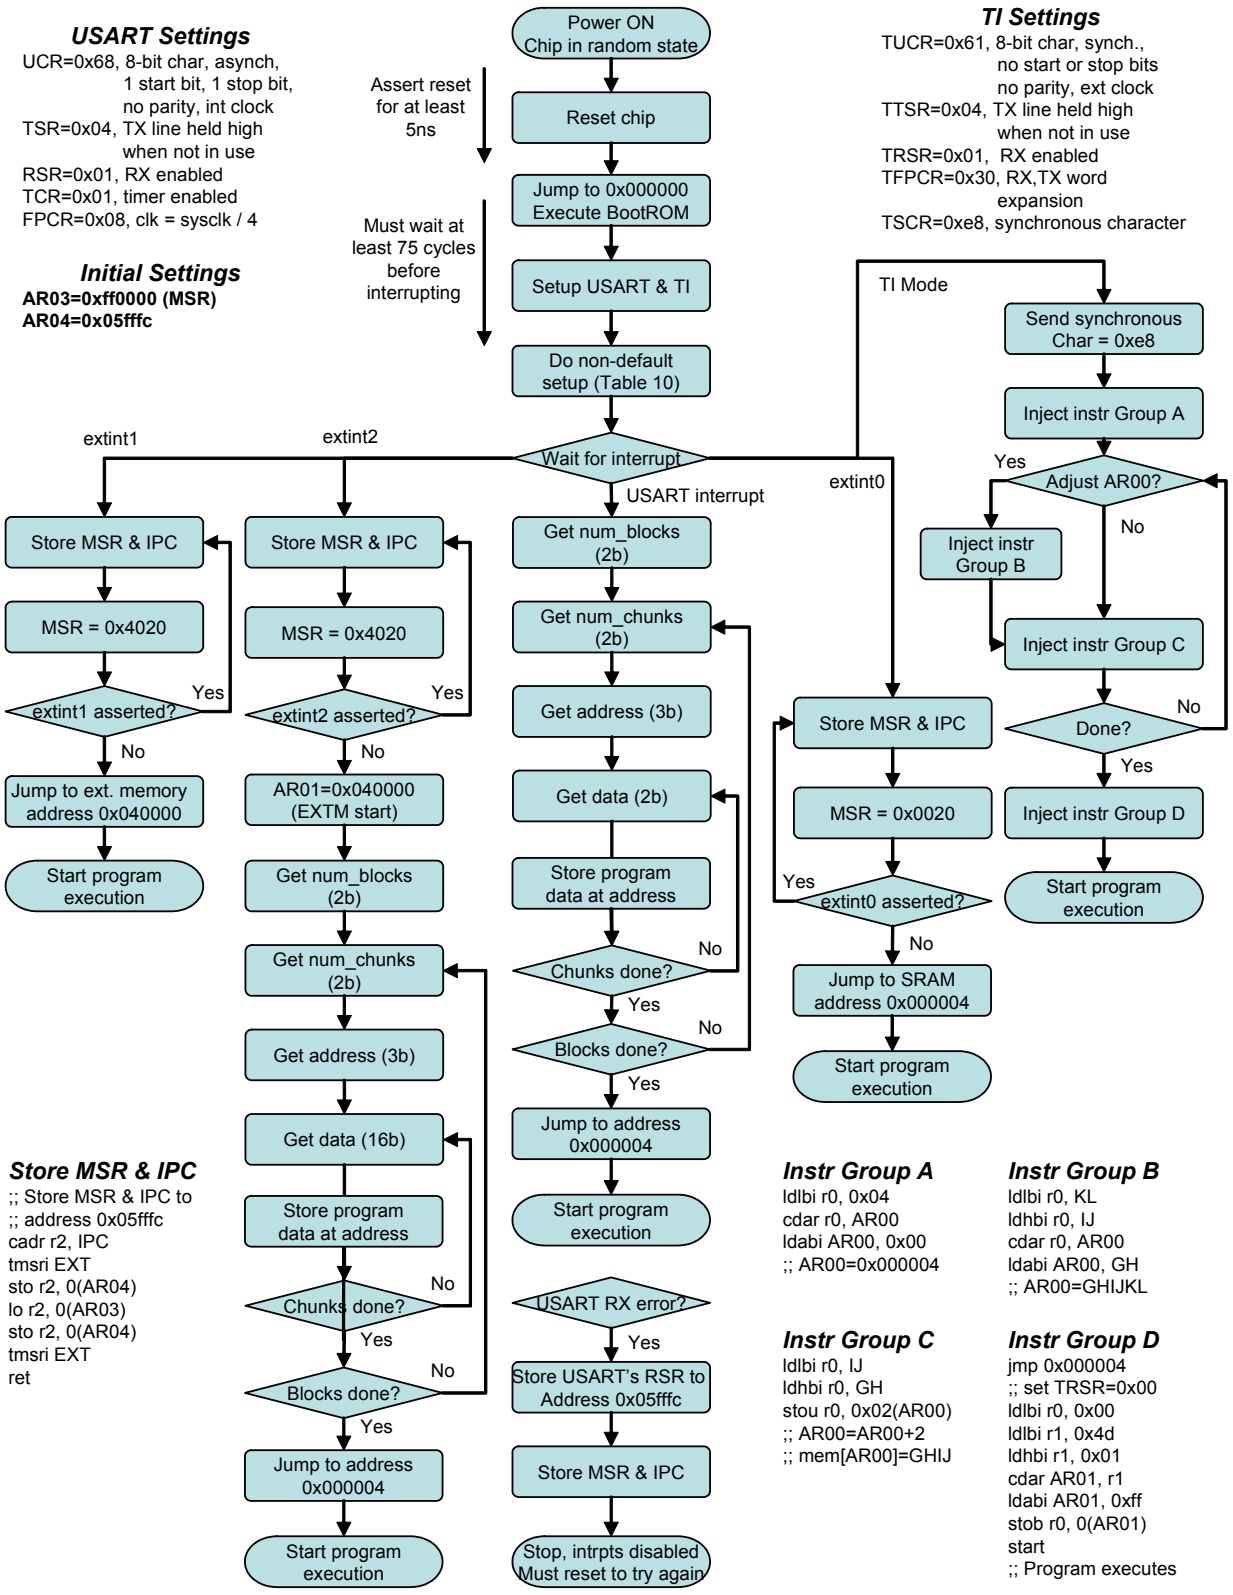 USART Settings
UCR=0x68, 8-bit char, asynch,
1 start bit, 1 stop bit,
no parity, int clock
TSR=0x04, TX line held high
when not in use
RSR=0x01, RX enabled
TCR=0x01, timer enabled
FPCR=0x08, clk = sysclk / 4
Initial Settings
AR03=0xff0000 (MSR)
AR04=0x05fffc
Assert reset
for at least
5ns
Must wait at
least 75 cycles
before
interrupting
Power ON
Chip in random state
Reset chip
Jump to 0x000000
Execute BootROM
Setup USART & TI
Do non-default
setup (Table 10)
Wait for interrupt
TI Settings
TUCR=0x61, 8-bit char, synch.,
no start or stop bits
no parity, ext clock
TTSR=0x04, TX line held high
when not in use
TRSR=0x01, RX enabled
TFPCR=0x30, RX,TX word
expansion
TSCR=0xe8, synchronous character
extint1
Store MSR & IPC
MSR = 0x4020
extint1 asserted?
Yes
No
Jump to ext. memory
address 0x040000
Start program
execution
extint2
Store MSR & IPC
MSR = 0x4020
extint2 asserted?
Yes
No
AR01=0x040000
(EXTM start)
Get num_blocks
(2b)
Get num_chunks
(2b)
Get address (3b)
Get data (16b)
Store program
data at address
No
Chunks done?
Yes
No
Blocks done?
Yes
Jump to address
0x000004
Start program
execution
USART interrupt
Get num_blocks
(2b)
Get num_chunks
(2b)
Get address (3b)
Get data (2b)
Store program
data at address
No
Chunks done?
Yes
No
Blocks done?
Yes
Jump to address
0x000004
Start program
execution
USART RX error?
Yes
Store USART's RSR to
Address 0x05fffc
Store MSR & IPC
Stop, intrpts disabled
Must reset to try again
extint0
Store MSR & IPC
MSR = 0x0020
Yes
extint0 asserted?
No
Jump to SRAM
address 0x000004
Start program
execution
TI Mode
Send synchronous
Char = 0xe8
Inject instr Group A
Yes
Adjust AR00?
No
Inject instr
Group B
Inject instr Group C
No
Done?
Yes
Inject instr Group D
Start program
execution
Store MSR & IPC
;; Store MSR & IPC to
;; address 0x05fffc
cadr r2, IPC
tmsri EXT
sto r2, 0(AR04)
lo r2, 0(AR03)
sto r2, 0(AR04)
tmsri EXT
ret
Instr Group A
ldlbi r0, 0x04
cdar r0, AR00
ldabi AR00, 0x00
;; AR00=0x000004
Instr Group B
ldlbi r0, KL
ldhbi r0, IJ
cdar r0, AR00
ldabi AR00, GH
;; AR00=GHIJKL
Instr Group C
ldlbi r0, IJ
ldhbi r0, GH
stou r0, 0x02(AR00)
;; AR00=AR00+2
;; mem[AR00]=GHIJ
Instr Group D
jmp 0x000004
;; set TRSR=0x00
ldlbi r0, 0x00
ldlbi r1, 0x4d
ldhbi r1, 0x01
cdar AR01, r1
ldabi AR01, 0xff
stob r0, 0(AR01)
start
;; Program executes